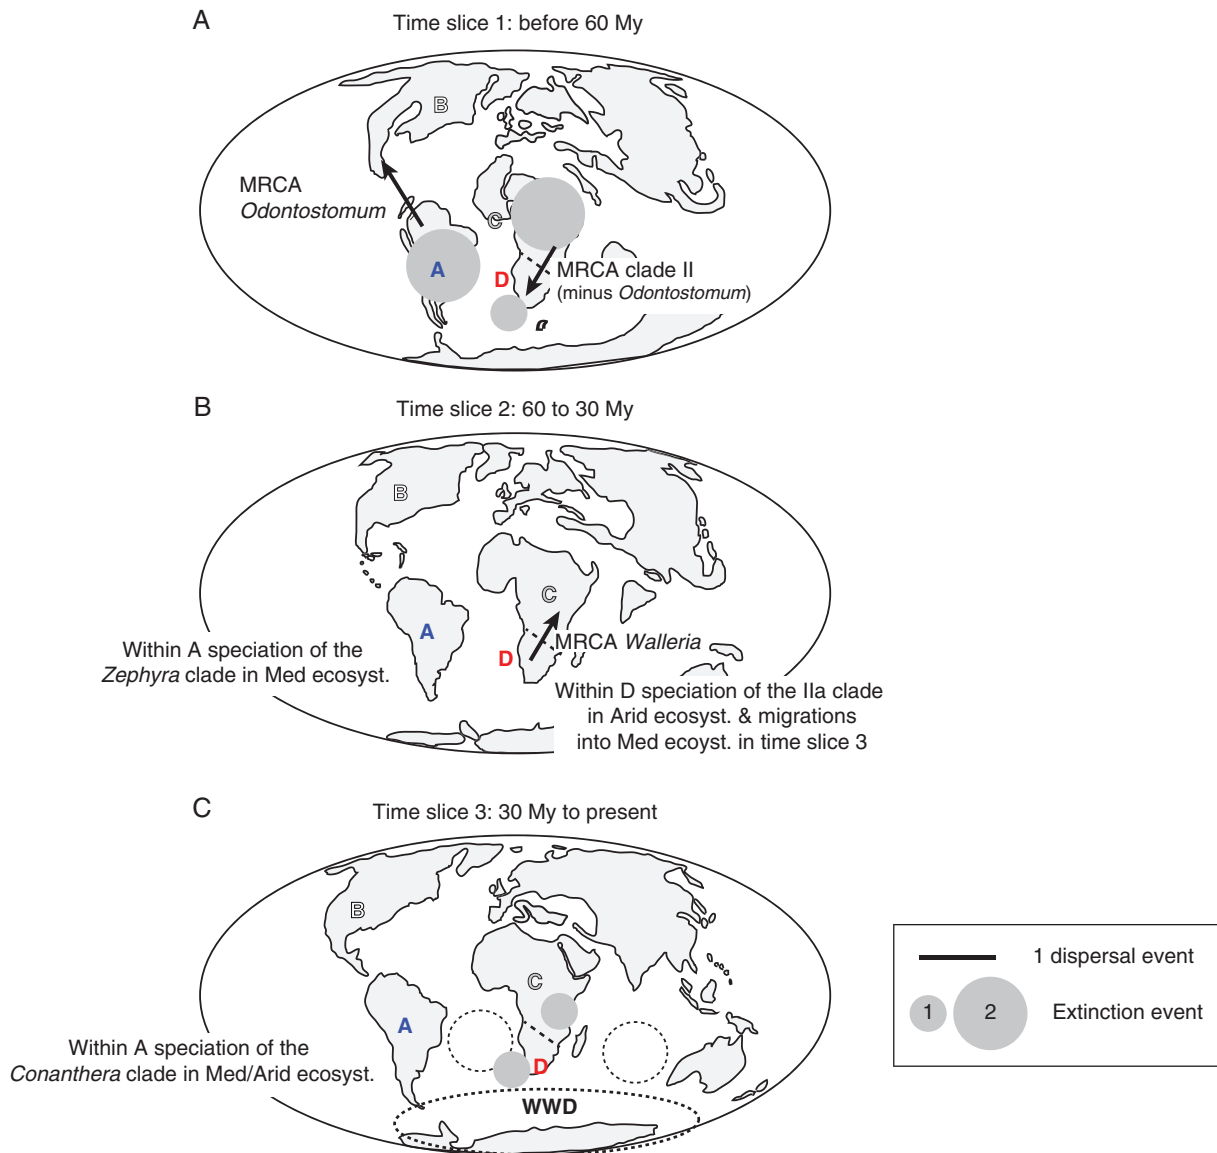 A
Time slice 1: before 60 My
B
MRCA
Odontostomum
C
A
D
MRCA clade II
(minus Odontostomum)
B
Time slice 2: 60 to 30 My
B
C
A
Within A speciation of the
Zephyra clade in Med ecosyst.
D
MRCA Walleria
Within D speciation of the IIa clade
in Arid ecosyst. & migrations
into Med ecoyst. in time slice 3
C
Time slice 3: 30 My to present
B
C
A
D
Within A speciation of the
Conanthera clade in Med/Arid ecosyst.
WWD
1 dispersal event
1
2
Extinction event